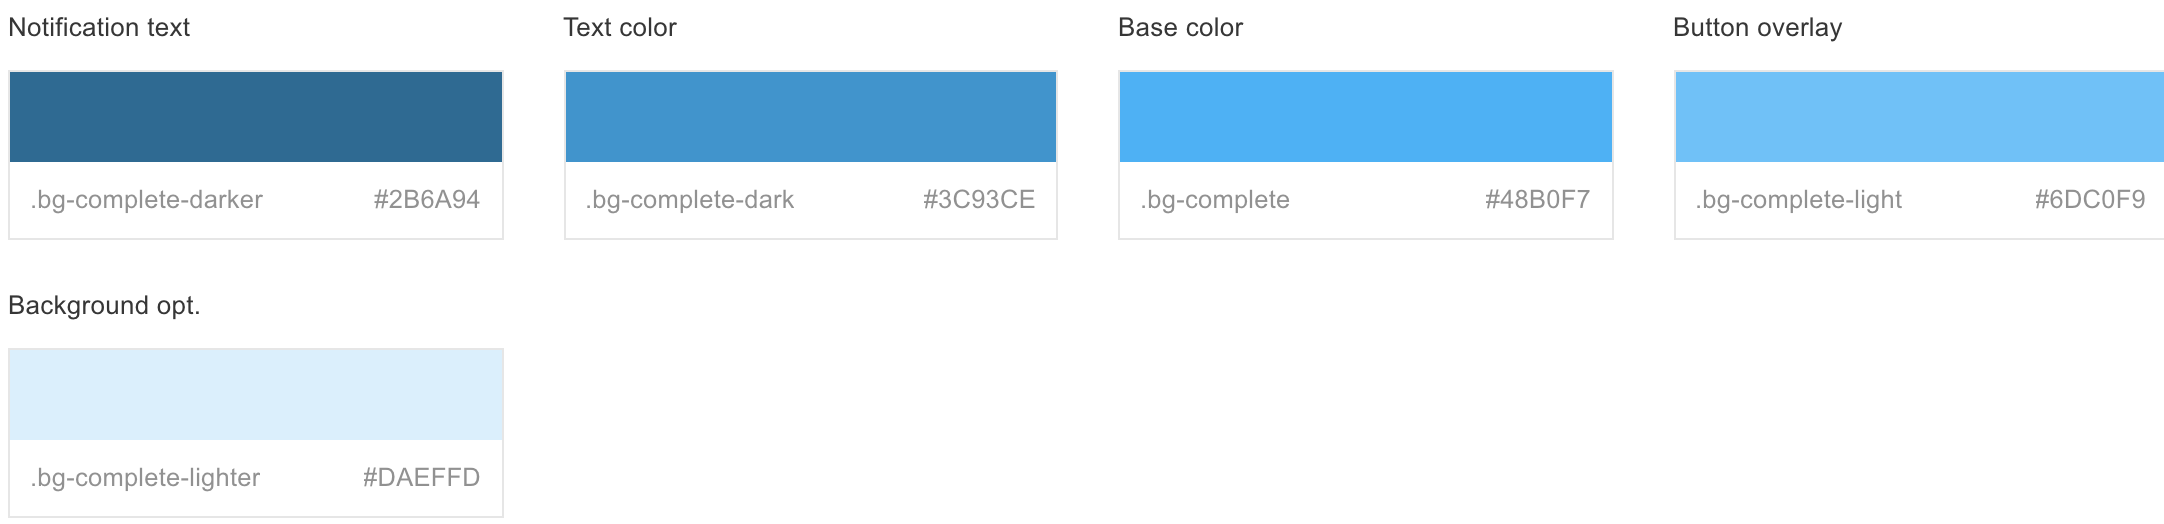 Notification text
Text color
Base color
Button overlay
.bg-complete-darker #2B6A94
.bg-complete-dark #3C93CE
.bg-complete #48B0F7
.bg-complete-light #6DC0F9
Background opt.
.bg-complete-lighter #DAEFFD